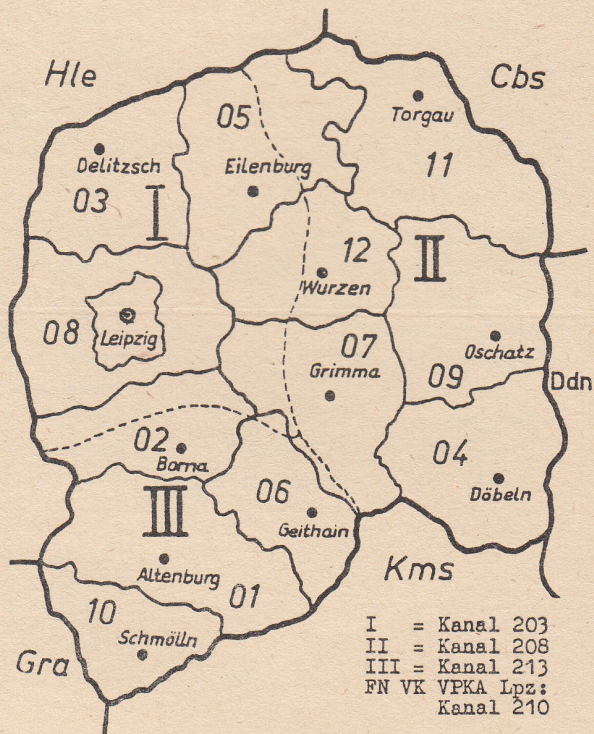 Hle
Cbs
05
Torgau
Delitzsch
Eilenburg
11
03
I
12
II
Wurzen
08
Leipzig
07
Oschatz
Grimma
09
Ddn
02
Borna
04
06
Döbeln
III
Geithain
Altenburg
01
Kms
10
Schmölln
Gra
I = Kanal 203
II = Kanal 208
III = Kanal 213
FN VK VPKA Lpz:
Kanal 210